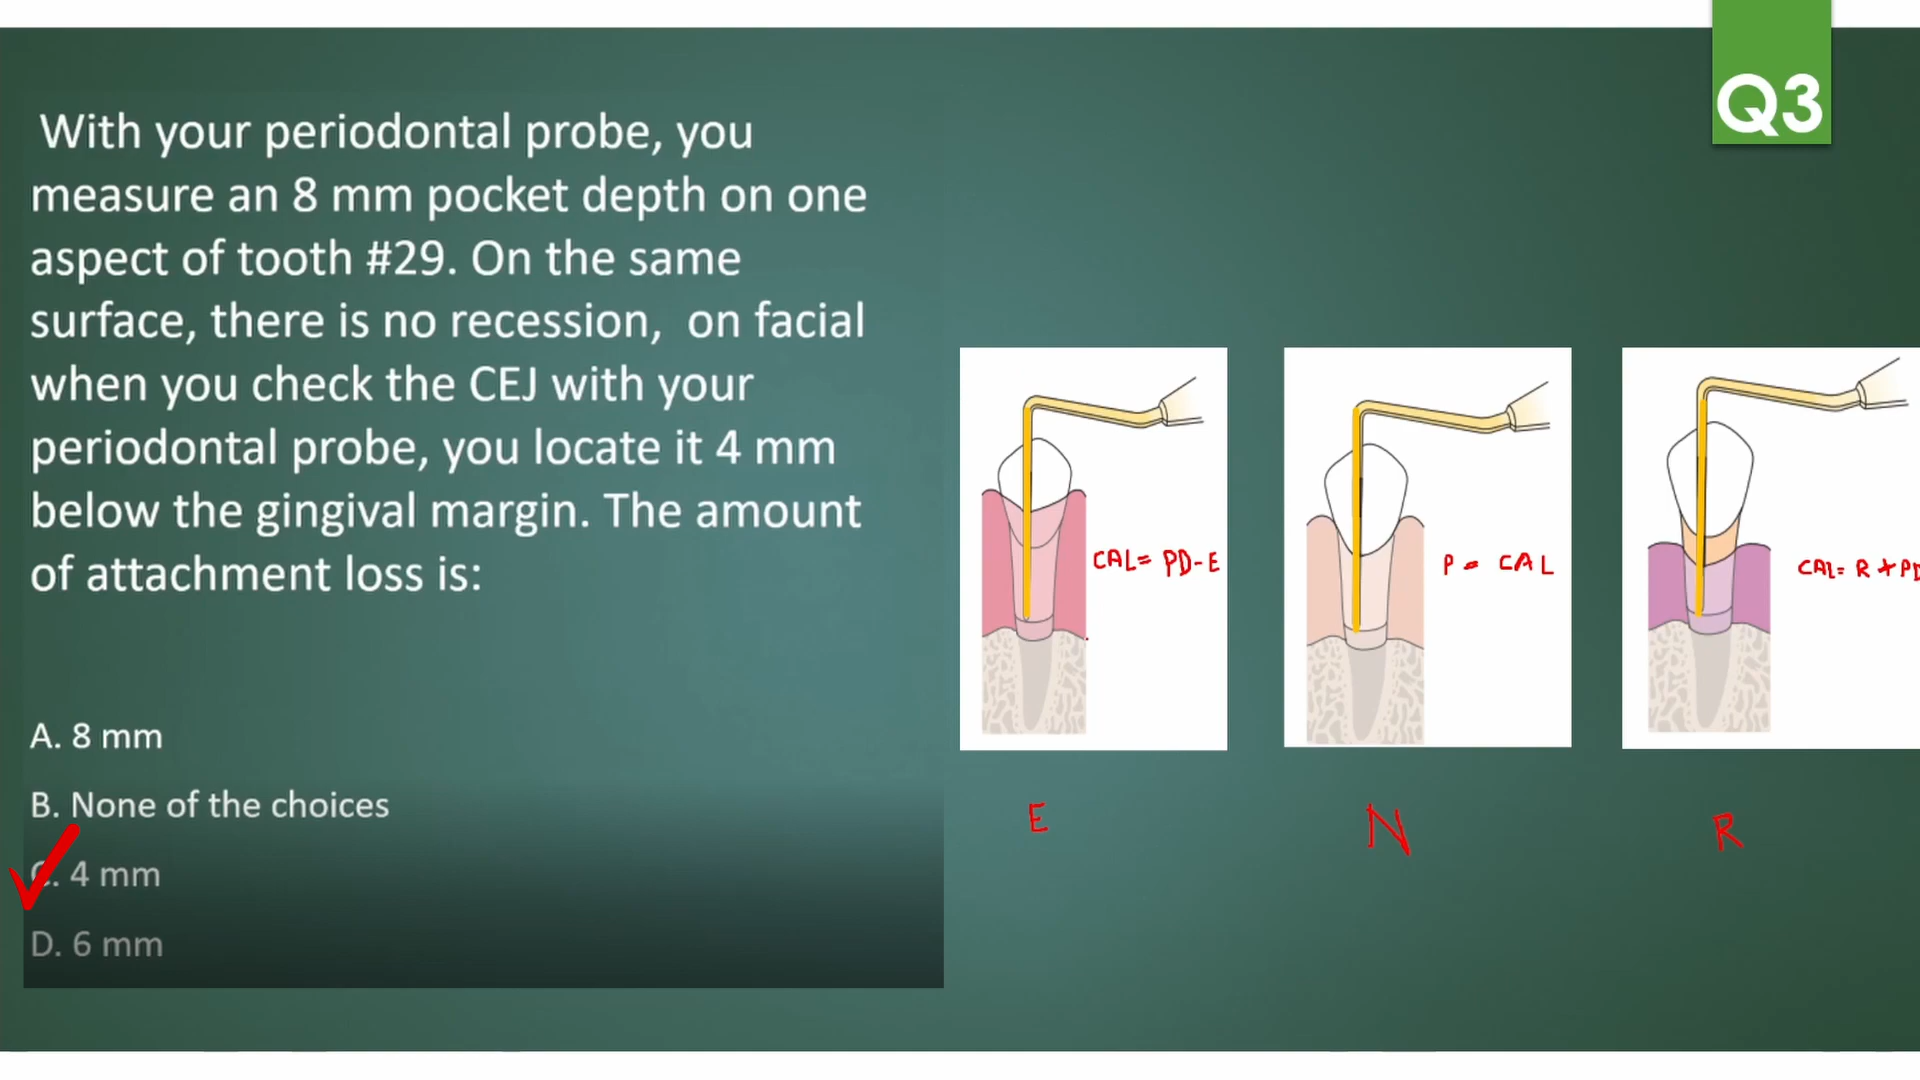 Q3
With your periodontal probe, you
measure an 8 mm pocket depth on one
aspect of tooth #29. On the same
surface, there is no recession, on facial
when you check the CEJ with your
periodontal probe, you locate it 4 mm
below the gingival margin. The amount
of attachment loss is:
A. 8 mm
B. None of the choices
C. 4 mm
D. 6 mm
CAL= PD-E
P = CAL
CAL= R+PD
E
N
R